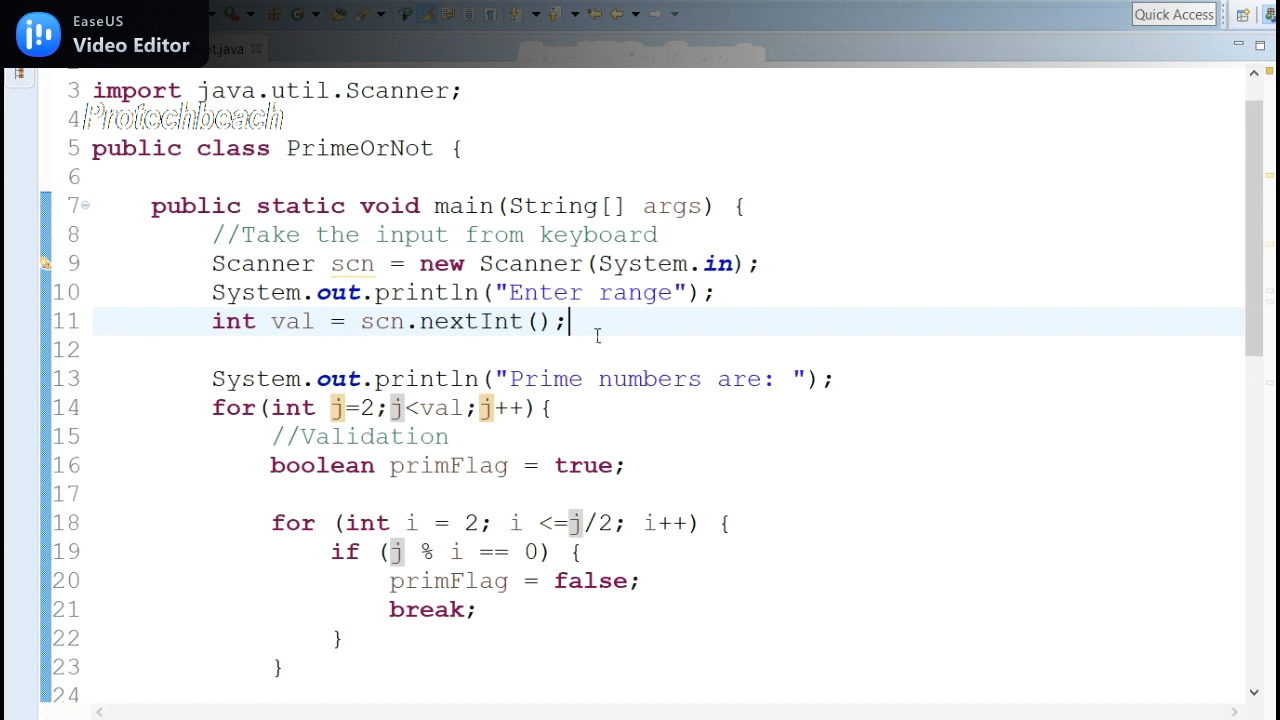 EaseUS
Video Editor
Quick Access
t.java
3 import java.util.Scanner;
4
Protechbeach
5 public class PrimeOrNot {
6
7 public static void main(String[] args) {
8 //Take the input from keyboard
9 Scanner scn = new Scanner(System.in);
10 System.out.println("Enter range");
11 int val = scn.nextInt();
12
13 System.out.println("Prime numbers are: ");
14 for(int j=2;j<val;j++){
15 //Validation
16 boolean primFlag = true;
17
18 for (int i = 2; i <=j/2; i++) {
19 if (j % i == 0) {
20 primFlag = false;
21 break;
22 }
23 }
24